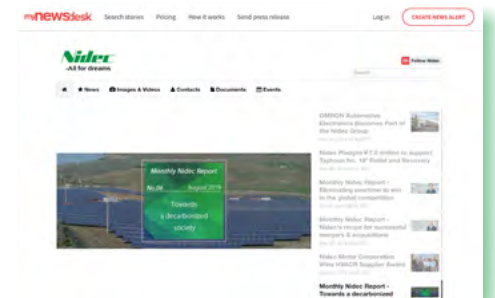 mynewsdesk Search stories Pricing How it works Send press release Log in CREATE NEWS ALERT
Nidec
-All for dreams
Follow Nidec
Search
News Images & Videos Contacts Documents Events
OMRON Automotive
Electronics Becomes Part of
the Nidec Group
Nidec Pledges
to support
Typhoon No. 19 Relief and Recovery
Monthly Nidec Report -
Eliminating overtime to win
in the global competition
Monthly Nidec Report -
Nidec's recipe for successful
mergers & acquisitions
Nidec Motor Corporation
Wins HVACR Supplier Award
Monthly Nidec Report -
Towards a decarbonized
Monthly Nidec Report
No.06 August 2019
Towards
a decarbonized
society